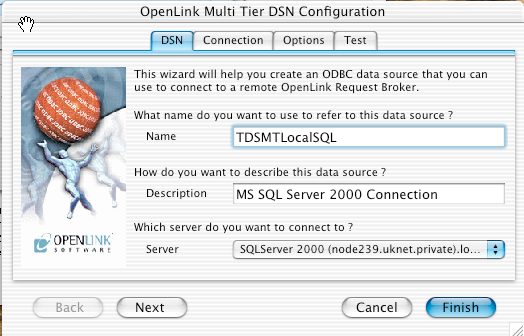 OpenLink Multi Tier DSN Configuration
DSN Connection Options Test
This wizard will help you create an ODBC data source that you can
use to connect to a remote OpenLink Request Broker.
What name do you want to use to refer to this data source ?
Name TDSMTLocalSQL
How do you want to describe this data source ?
Description MS SQL Server 2000 Connection
Which server do you want to connect to ?
Server SQLServer 2000 (node239.uknet.private).lo...
OPENLINK
SOFTWARE
Back Next Cancel Finish